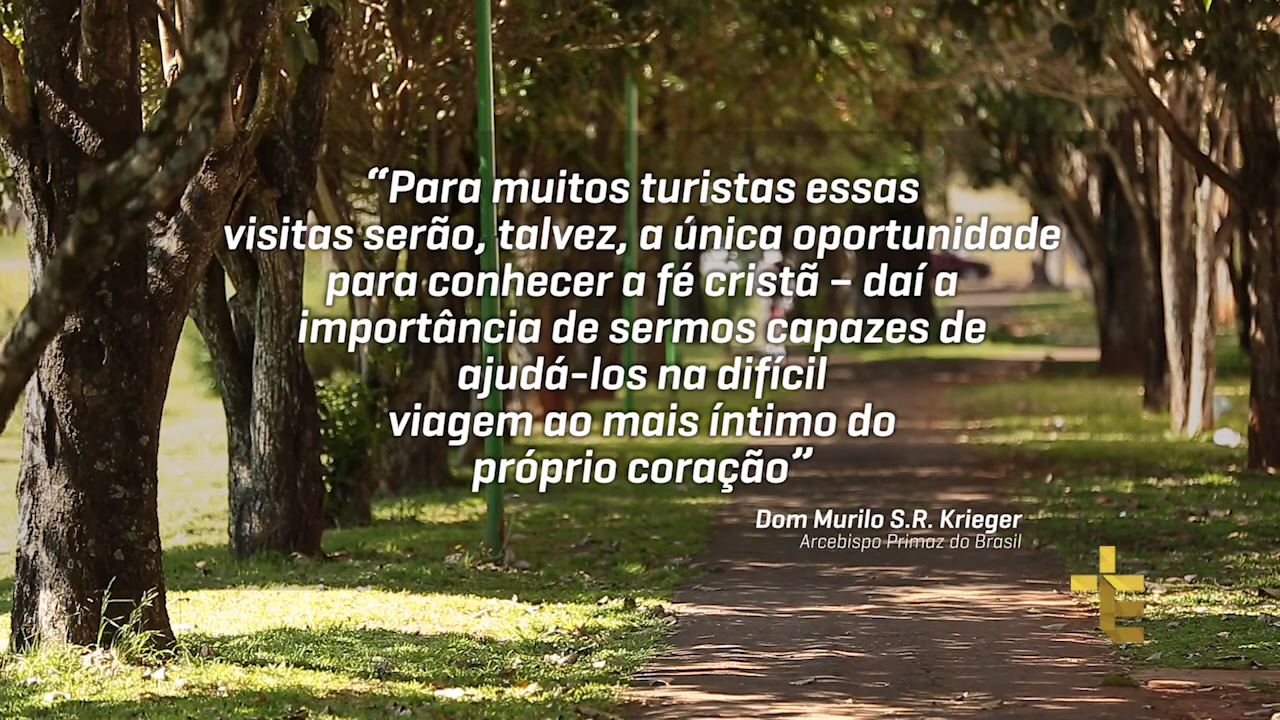 “Para muitos turistas essas
visitas serão, talvez, a única oportunidade
para conhecer a fé cristã – daí a
importância de sermos capazes de
ajudá-los na difícil
viagem ao mais íntimo do
próprio coração”
Dom Murilo S.R. Krieger
Arcebispo Primaz do Brasil